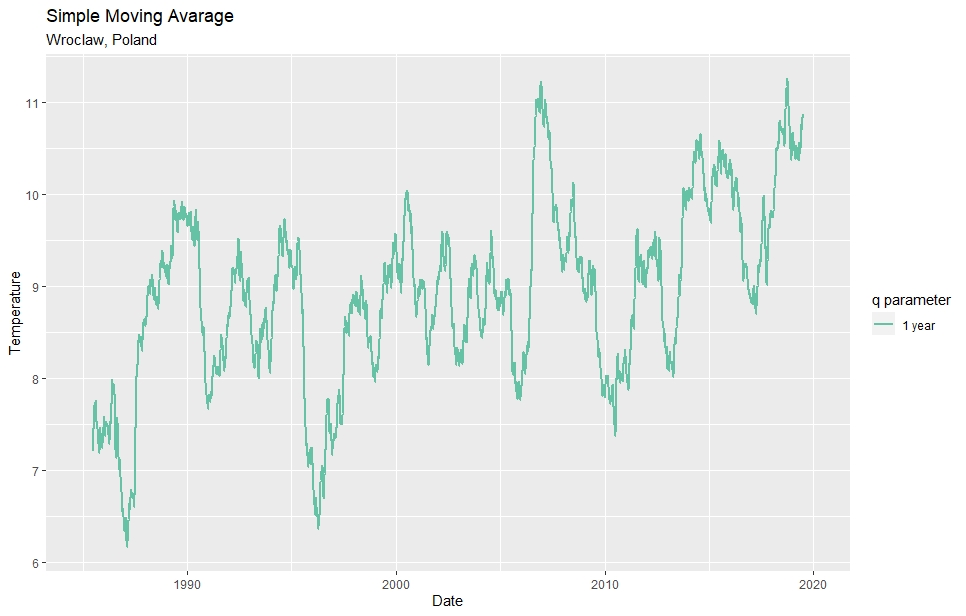 Simple Moving Avarage
Wroclaw, Poland
11
10
9
8
7
6
Temperature
1990
2000
2010
2020
Date
q parameter
1 year